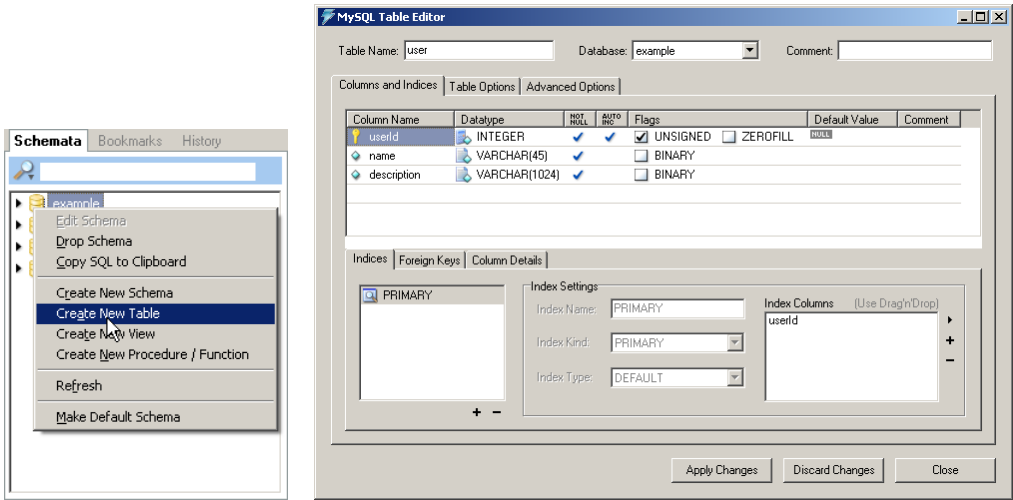 Schemata Bookmarks History
example
Edit Schema
Drop Schema
Copy SQL to Clipboard
Create New Schema
Create New Table
Create New View
Create New Procedure / Function
Refresh
Make Default Schema
MySQL Table Editor
Table Name: user Database: example Comment:
Columns and Indices Table Options Advanced Options
Column Name Datatype NOT NULL AUTO INC Flags Default Value Comment
userId INTEGER UNSIGNED ZEROFILL NULL
name VARCHAR(45) BINARY
description VARCHAR(1024) BINARY
Indices Foreign Keys Column Details
PRIMARY
Index Settings
Index Name: PRIMARY
Index Kind: PRIMARY
Index Type: DEFAULT
Index Columns (Use Drag'n'Drop)
userId
Apply Changes Discard Changes Close